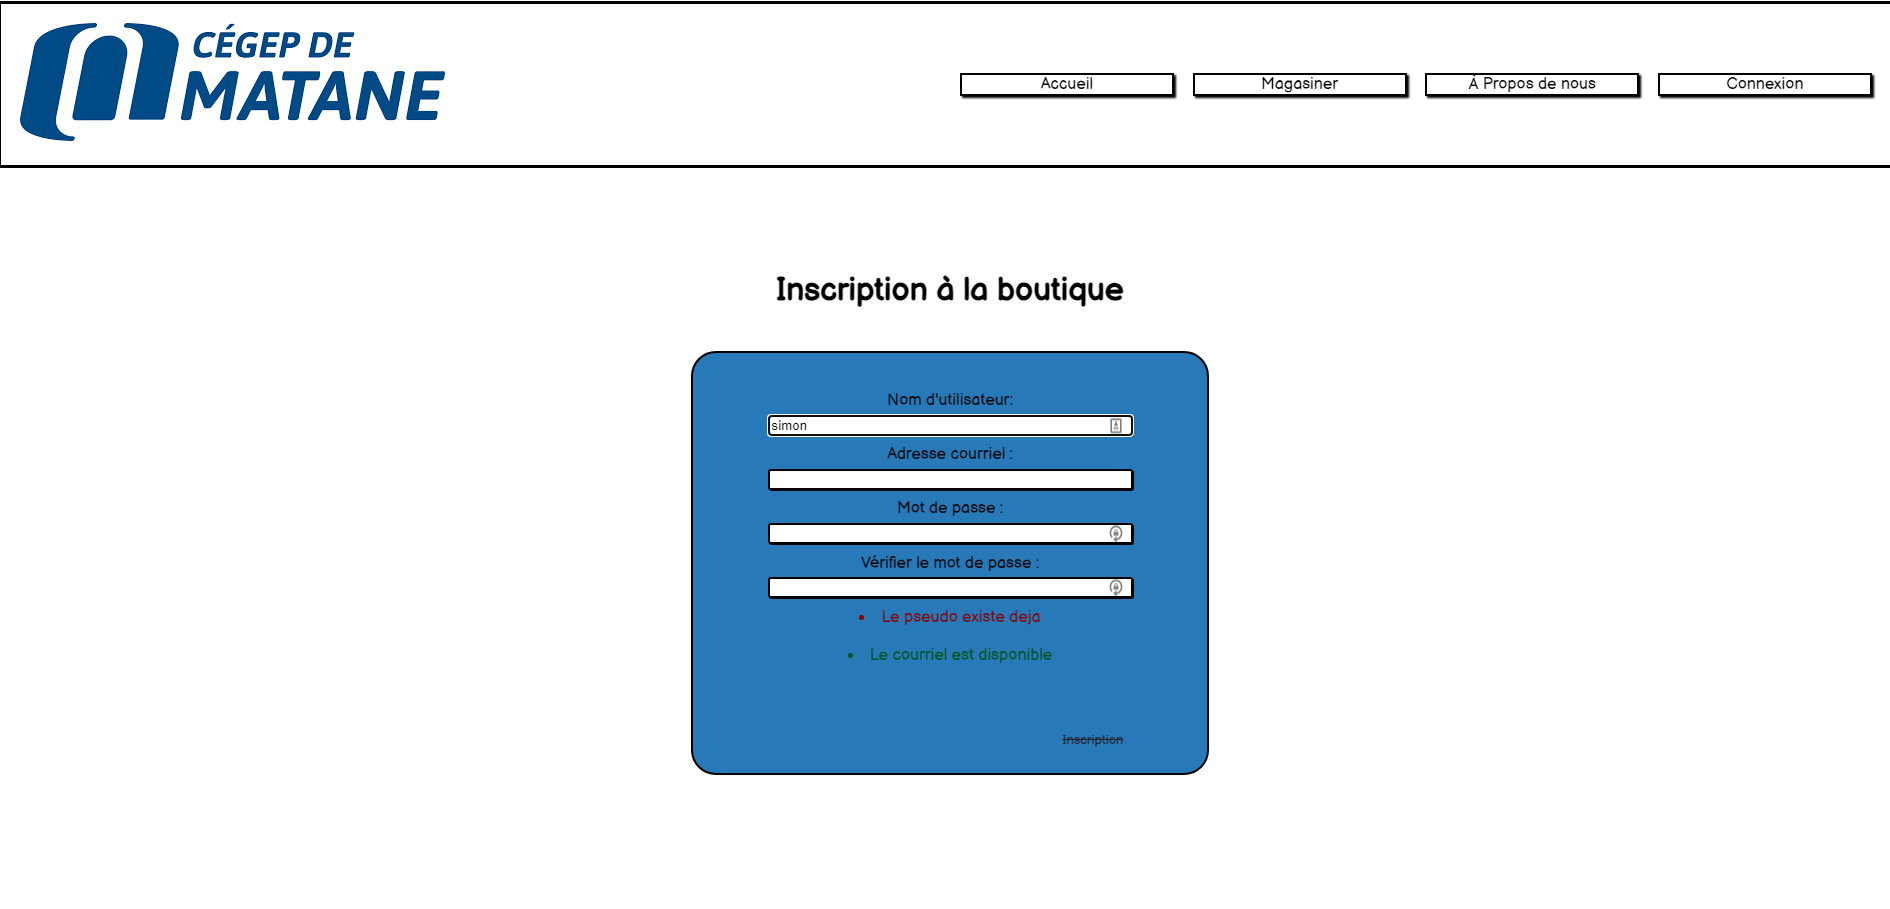 CÉGEP DE
MATANE
Accueil
Magasiner
À Propos de nous
Connexion
Inscription à la boutique
Nom d'utilisateur:
simon
Adresse courriel :
Mot de passe :
Vérifier le mot de passe :
• Le pseudo existe deja
• Le courriel est disponible
Inscription